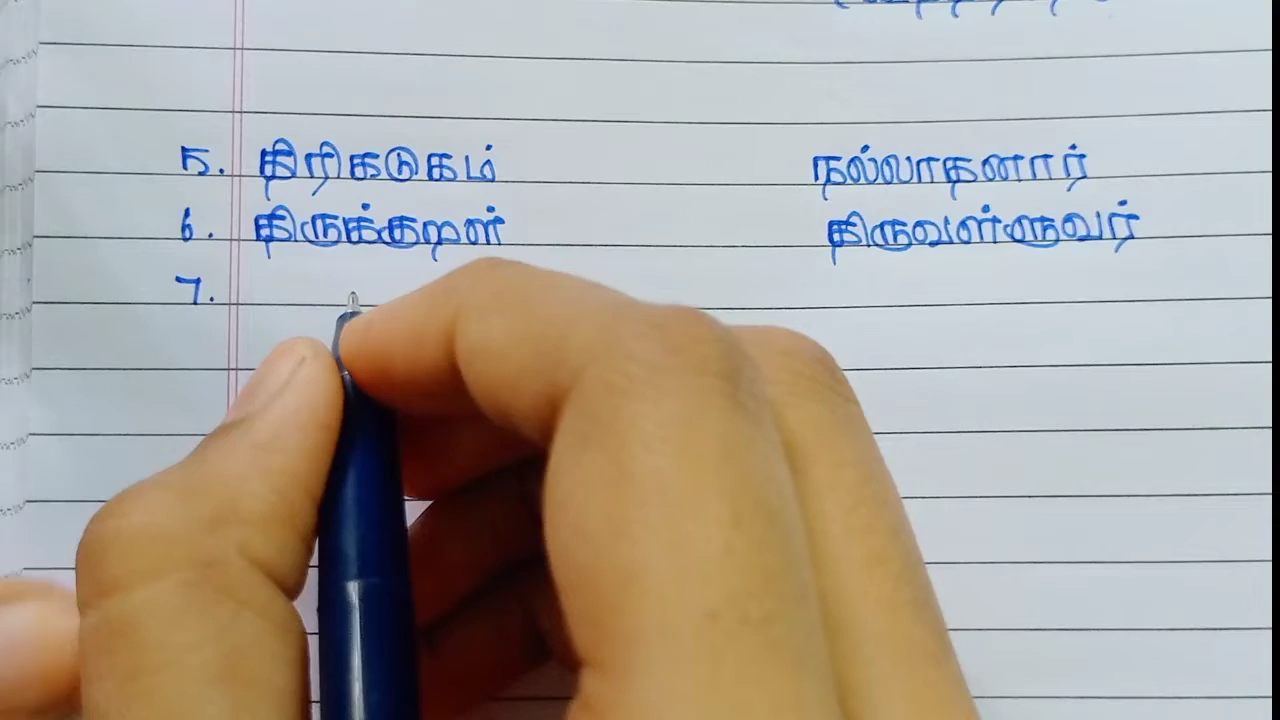 5. திரிகடுகம் நல்லாதனார்
6. திருக்குறள் திருவள்ளுவர்
7.